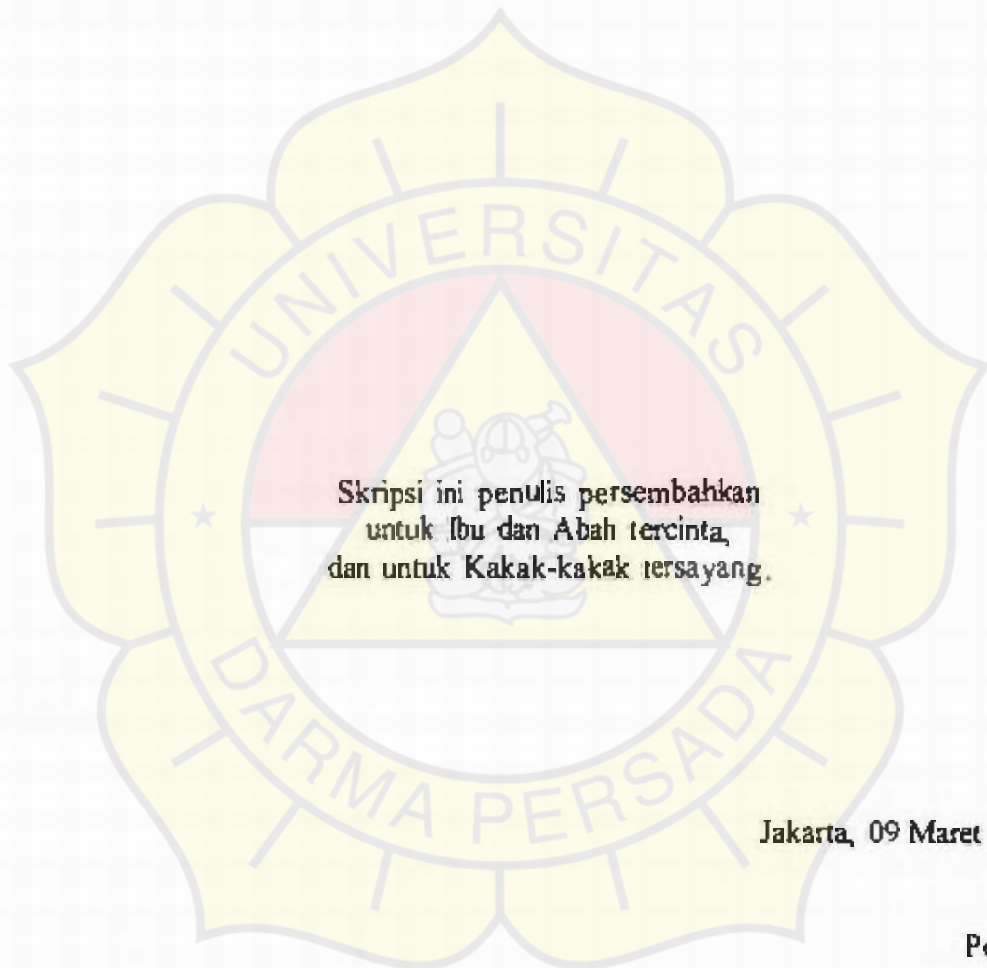 UNIVERSITAS
Skripsi ini penulis persembahkan
untuk Ibu dan Abah tercinta,
dan untuk Kakak-kakak tersayang.
DARMA PERSADA
Jakarta, 09 Maret